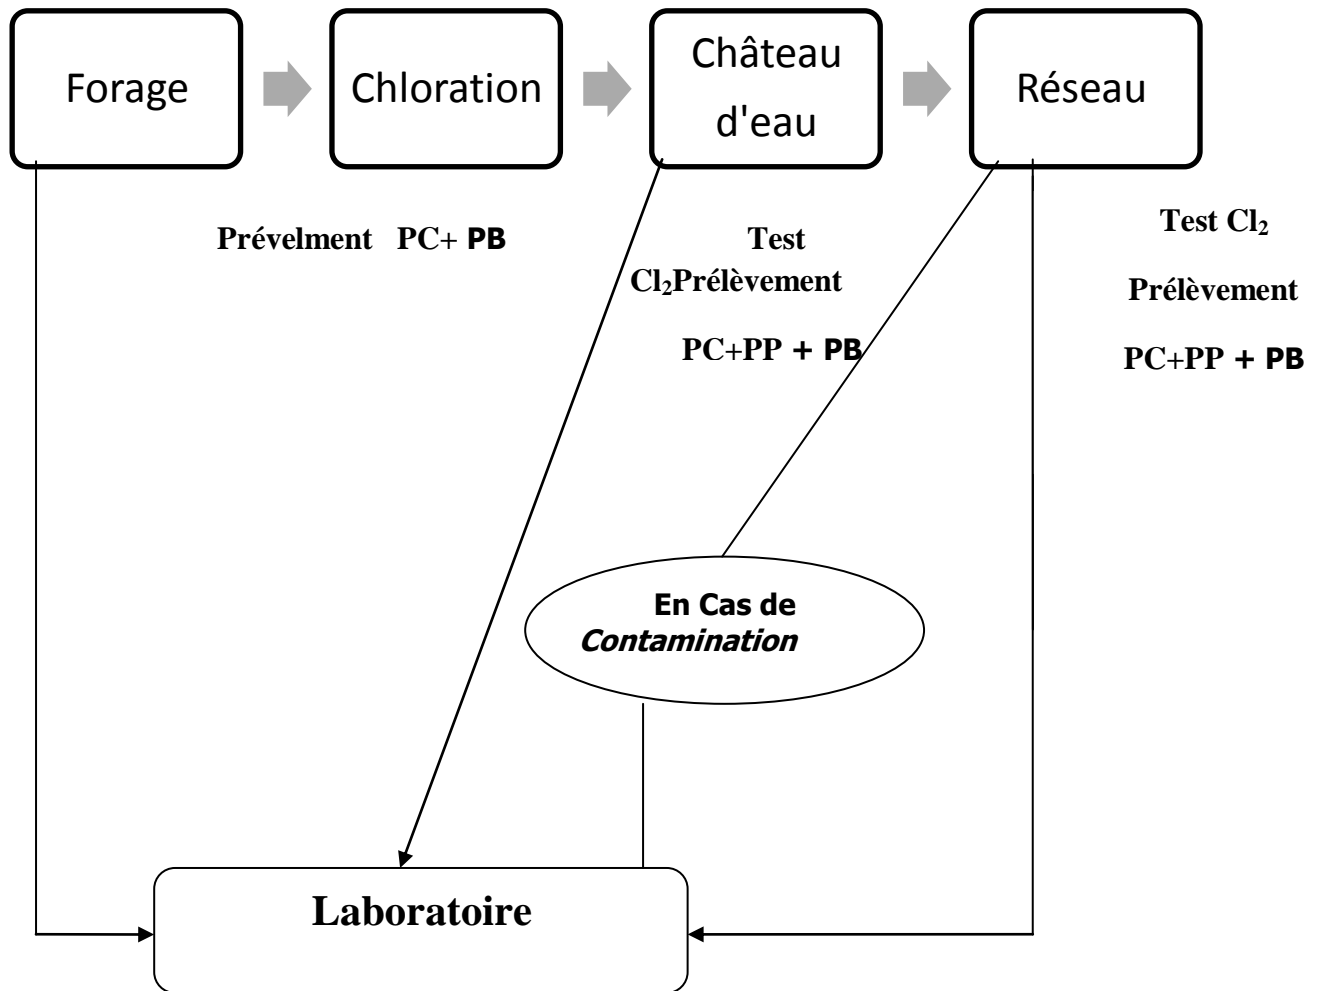 Forage
Chloration
Château
d'eau
Réseau
Prévelment PC+ PB
Test
Cl₂Prélèvement
PC+PP + PB
Test Cl₂
Prélèvement
PC+PP + PB
En Cas de
Contamination
Laboratoire